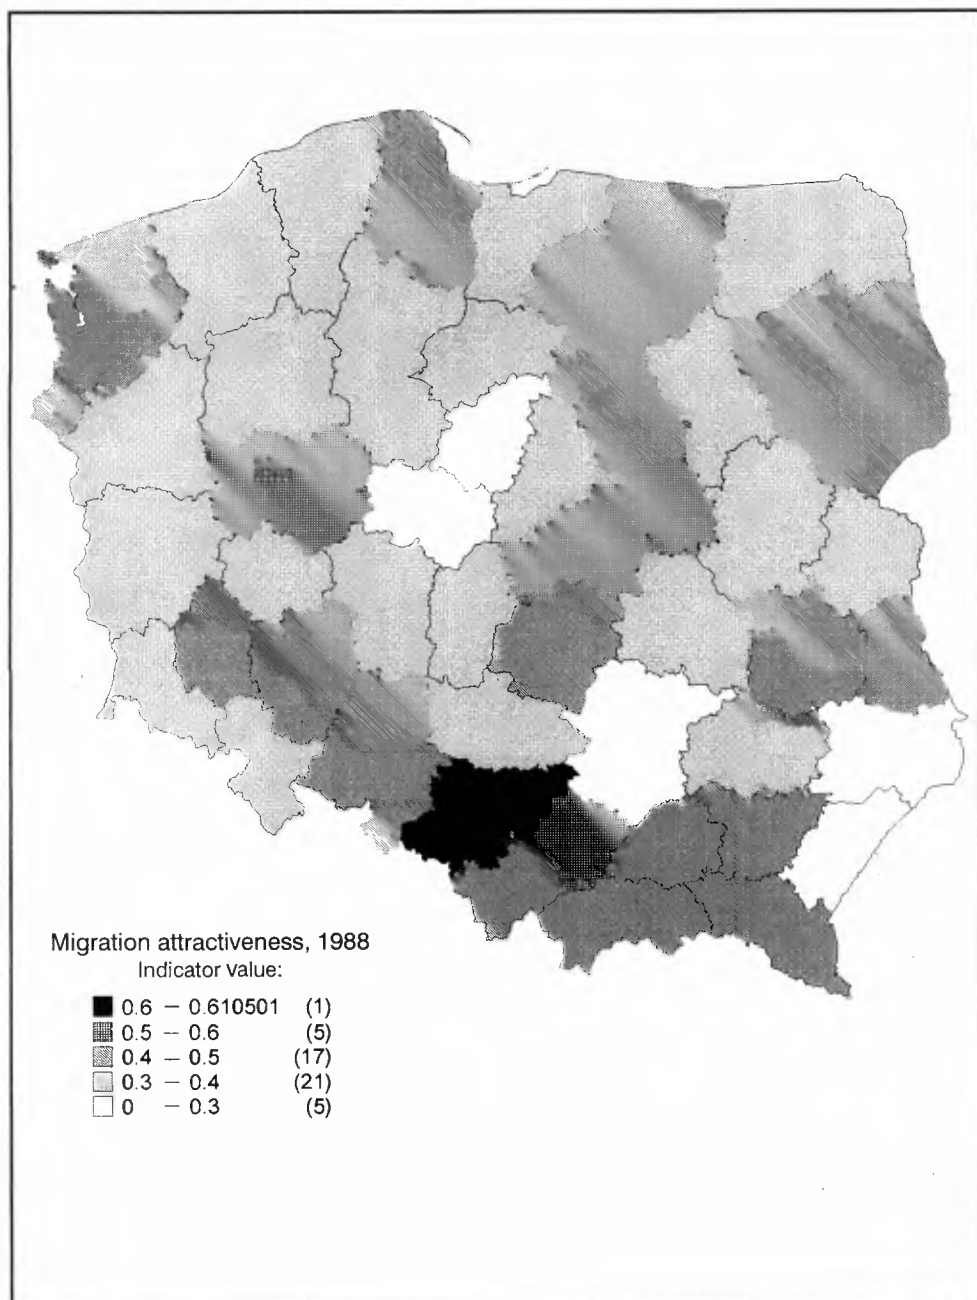 Migration attractiveness, 1988
Indicator value:
0.6 – 0.610501 (1)
0.5 – 0.6 (5)
0.4 – 0.5 (17)
0.3 – 0.4 (21)
0 – 0.3 (5)